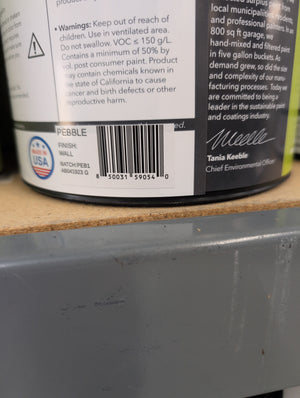 • Warnings: Keep out of reach of
children. Use in ventilated area.
Do not swallow. VOC ≤ 150 g/L.
Contains a minimum of 50% by
vol. post consumer paint. Product
may contain chemicals known in
the state of California to cause
cancer and birth defects or other
reproductive harm.
local municipalities,
and professional painters. In an
800 sq ft garage, we
hand-mixed and filtered paint
in five gallon buckets. As
demand grew, so did the size
and complexity of our man-
ufacturing processes. Today we
are committed to being a
leader in the sustainable paint
and coatings industry.
Tania Keeble
Chief Environmental Officer
PEBBLE
FINISH:
WALL
BATCH:PEB1
MADE IN
USA
8 50031 59054 0